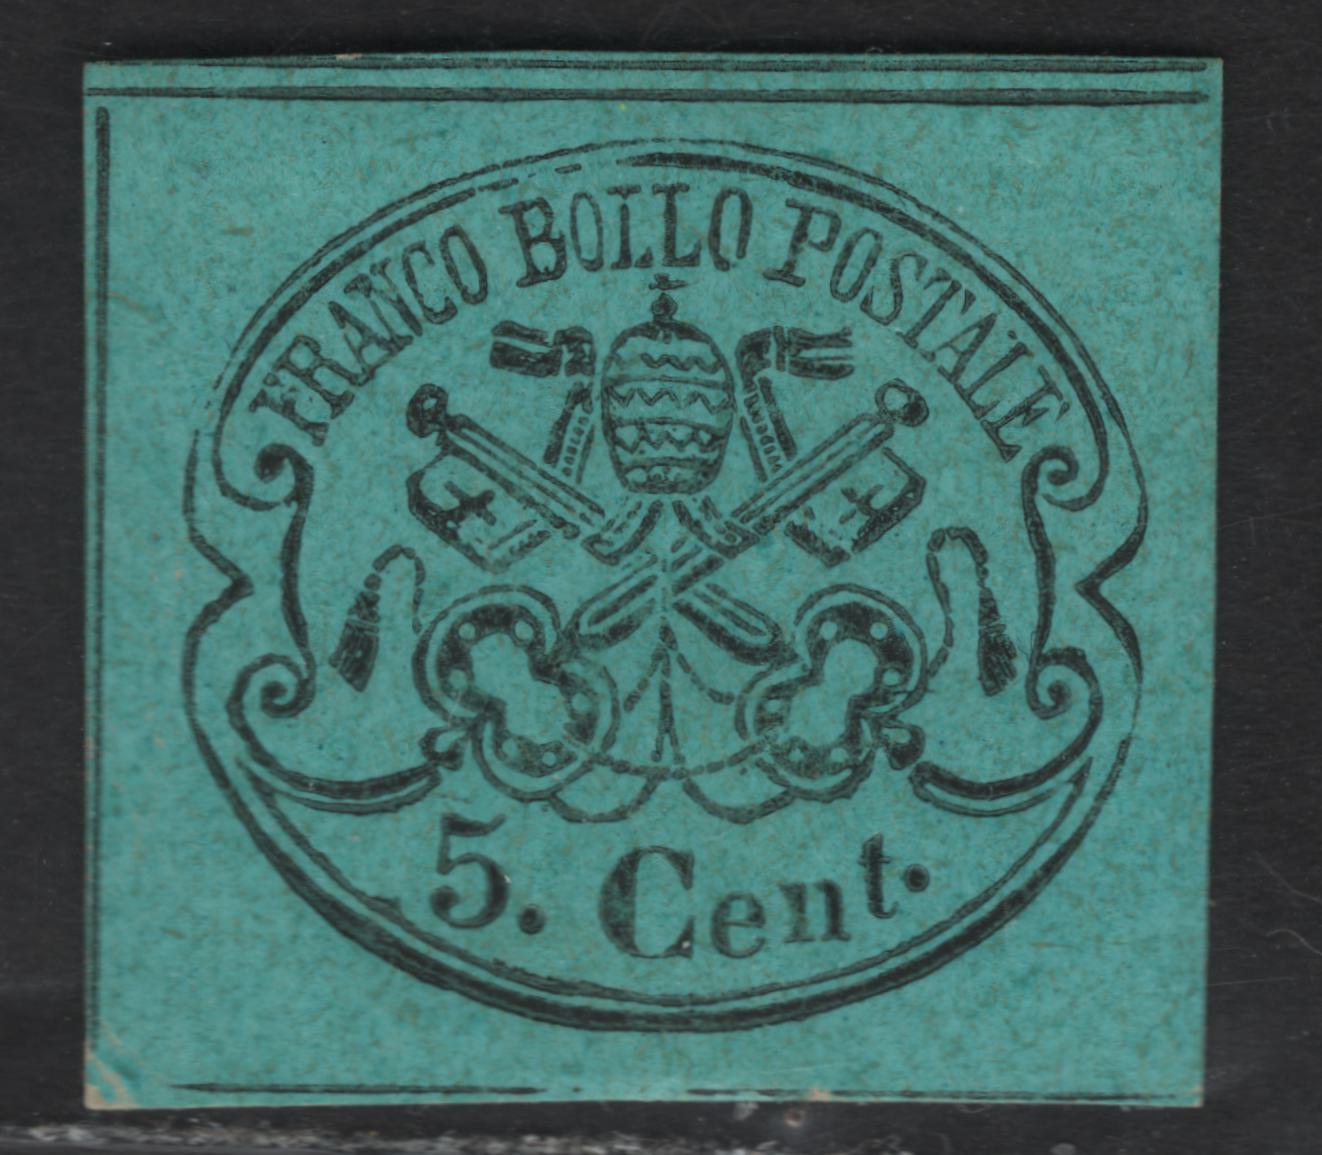 FRANCO BOLLO POSTALE
5. Cent.